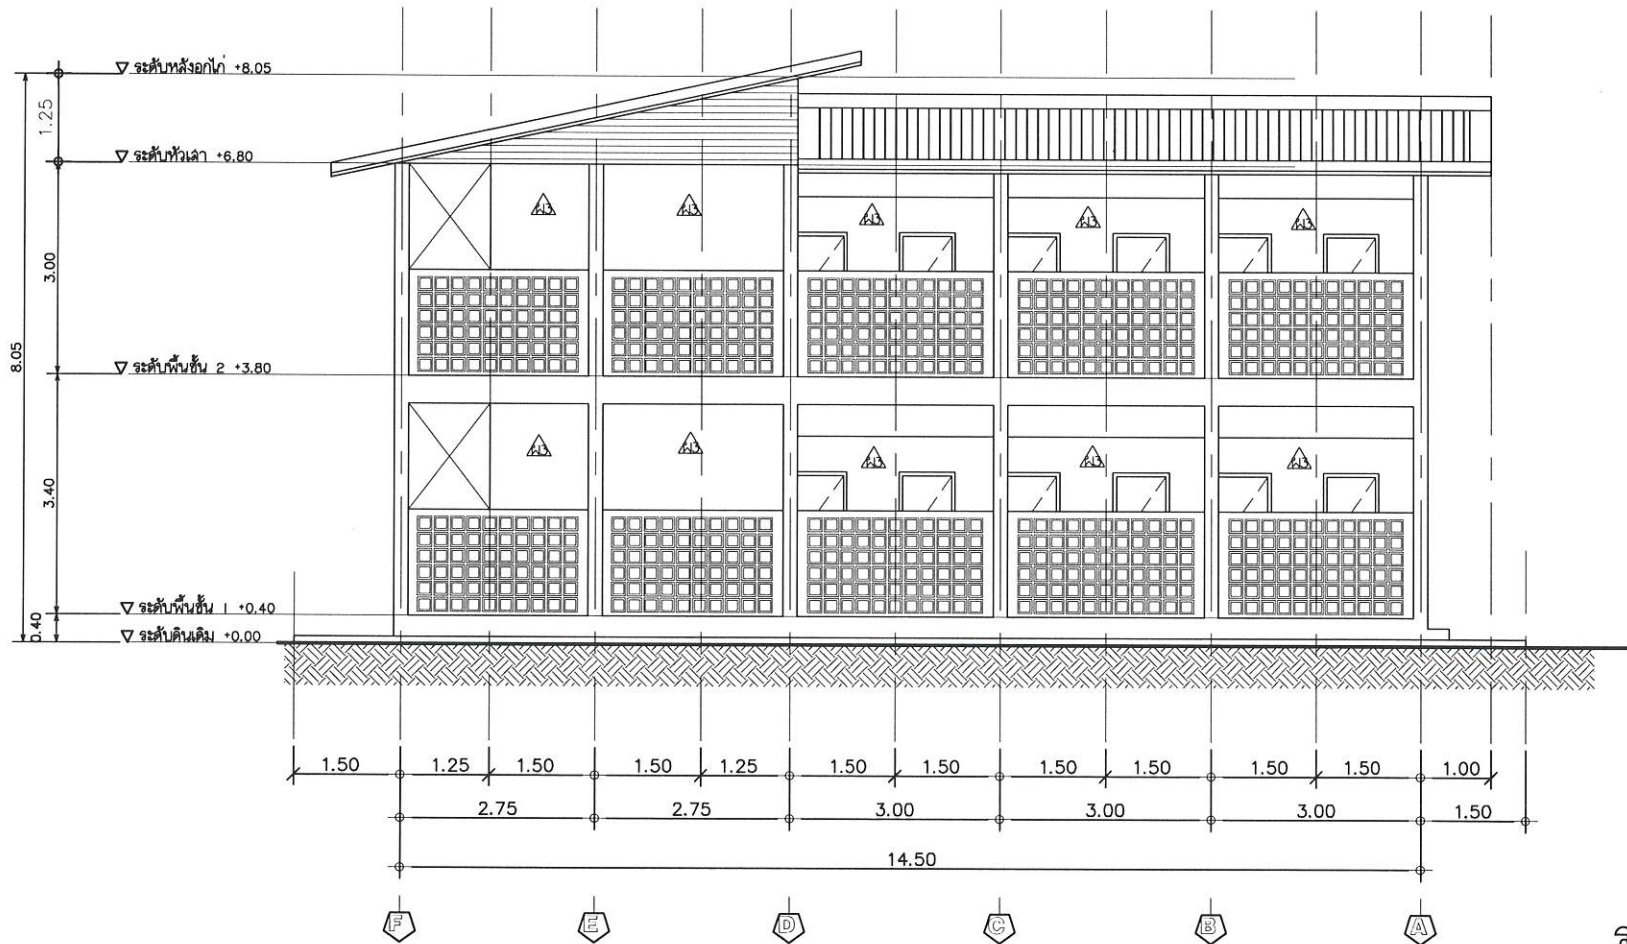 ระดับหลังอกไก่ +8.05
1.25
ระดับหัวเสา +6.80
3.00
8.05
ระดับพื้นชั้น 2 +3.80
3.40
ระดับพื้นชั้น 1 +0.40
0.40
ระดับดินเดิม +0.00
1.50 1.25 1.50 1.50 1.25 1.50 1.50 1.50 1.50 1.50 1.50 1.00
2.75 2.75 3.00 3.00 3.00 1.50
14.50
F E D C B A